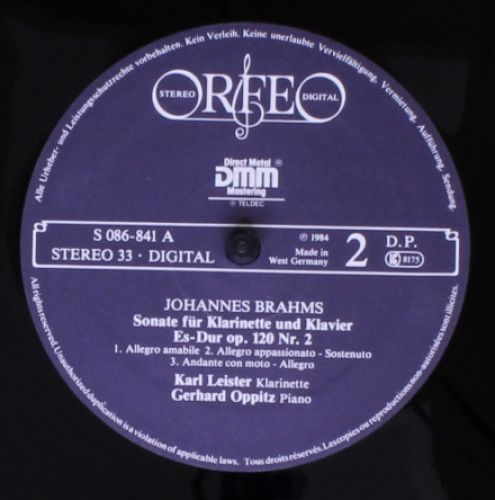 Alle Urheber- und Leistungsschutzrechte vorbehalten. Kein Verleih. Keine unerlaubte Vervielfältigung, Vermietung, Aufführung, Sendung.
STEREO ORFEO DIGITAL
Direct Metal ®
DMM
Mastering
℗ TELDEC
S 086-841 A
STEREO 33 · DIGITAL
℗ 1984
Made in
West Germany
2
D.P.
LC 8175
JOHANNES BRAHMS
Sonate für Klarinette und Klavier
Es-Dur op. 120 Nr. 2
1. Allegro amabile 2. Allegro appassionato - Sostenuto
3. Andante con moto - Allegro
Karl Leister Klarinette
Gerhard Oppitz Piano
All rights reserved. Unauthorized duplication is a violation of applicable laws. Tous droits réservés. Les copies ou reproductions non-autorisées sont illicites.